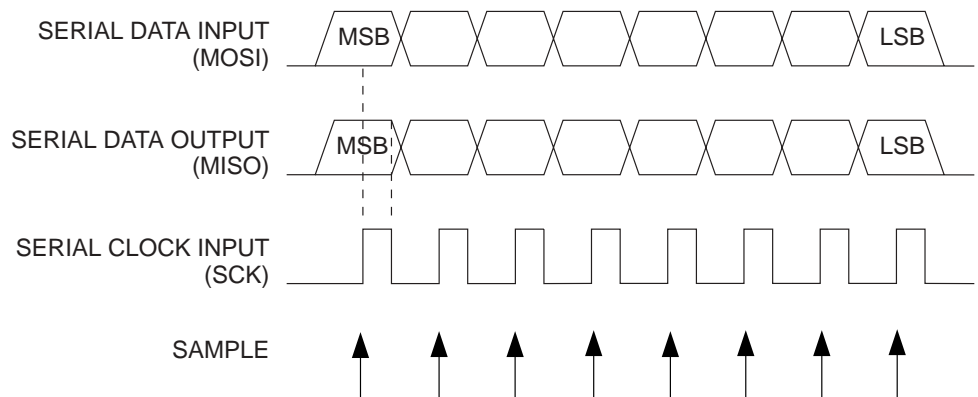 SERIAL DATA INPUT
(MOSI)
MSB
LSB
SERIAL DATA OUTPUT
(MISO)
MSB
LSB
SERIAL CLOCK INPUT
(SCK)
SAMPLE